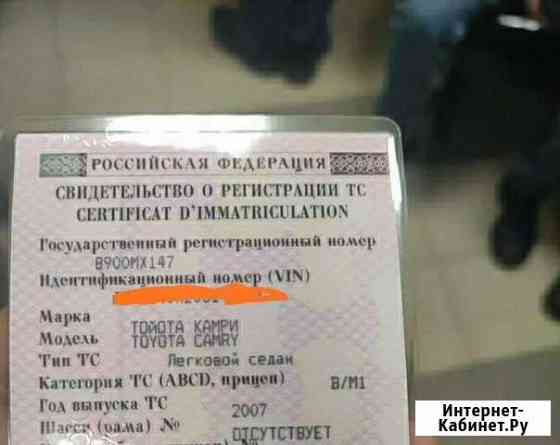 РОССИЙСКАЯ ФЕДЕРАЦИЯ
СВИДЕТЕЛЬСТВО О РЕГИСТРАЦИИ ТС
CERTIFICAT D'IMMATRICULATION
Государственный регистрационный номер
В900МХ147
Идентификационный номер (VIN)
Марка
ТОЙОТА КАМРИ
Модель
TOYOTA CAMRY
Тип ТС Легковой седан
Категория ТС (ABCD, прицеп) B/M1
Год выпуска ТС 2007
Шасси (рама) № ОТСУТСТВУЕТ
Интернет-
Кабинет.Ру